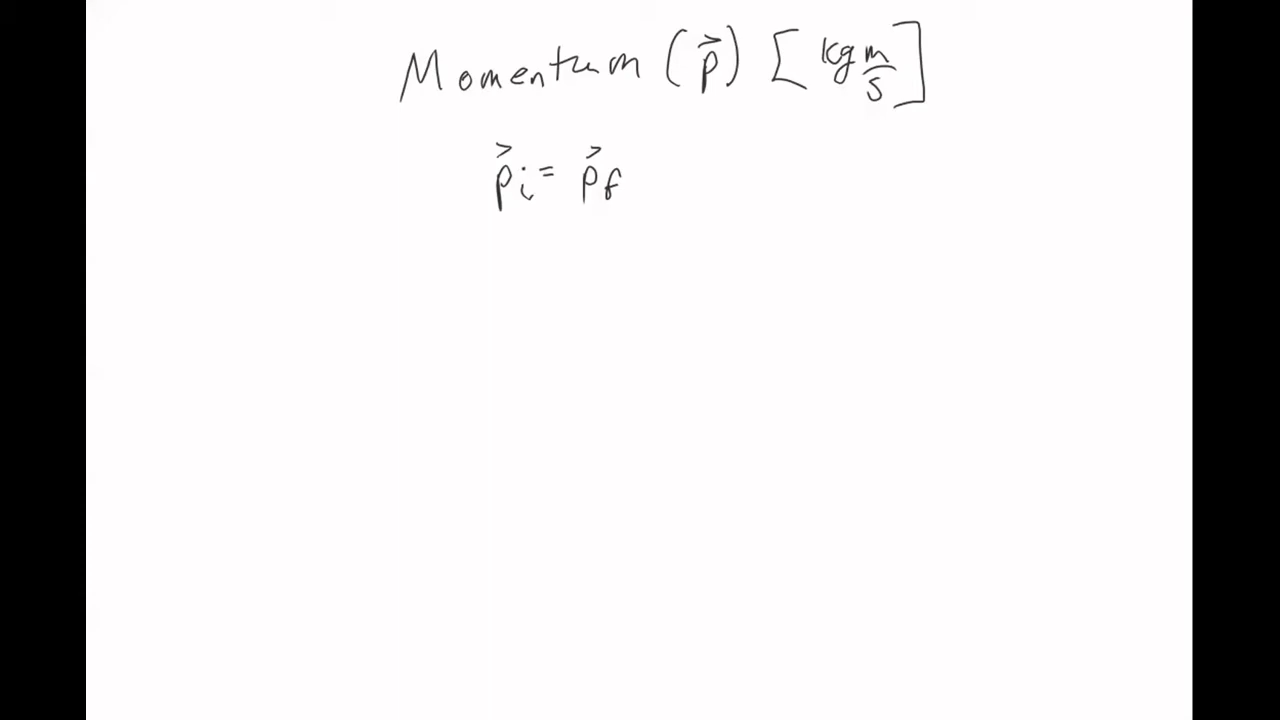 Momentum (p⃗) [kg m/s]
p⃗i = p⃗f